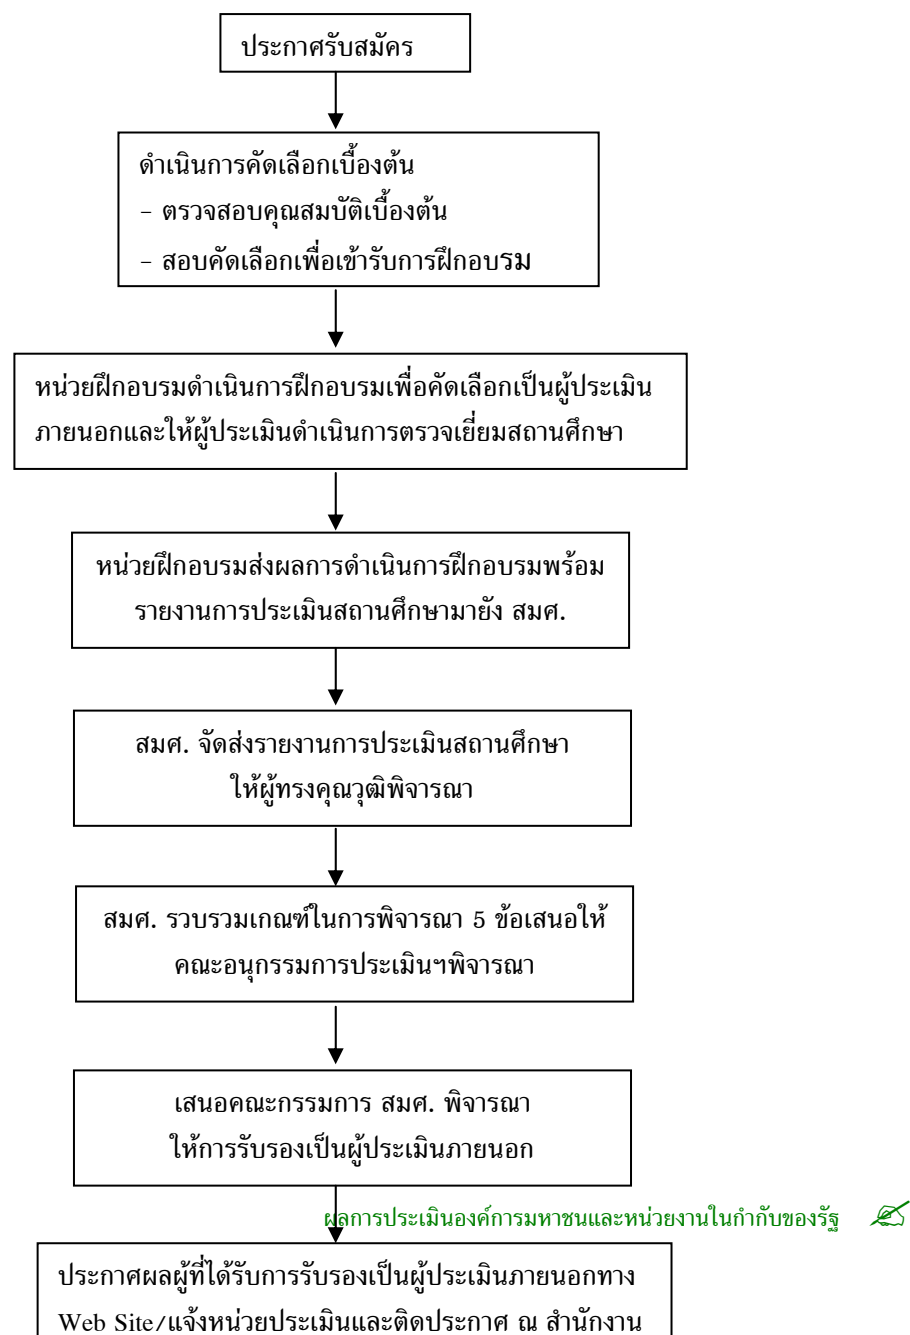 ประกาศรับสมัคร
ดำเนินการคัดเลือกเบื้องต้น
- ตรวจสอบคุณสมบัติเบื้องต้น
- สอบคัดเลือกเพื่อเข้ารับการฝึกอบรม
หน่วยฝึกอบรมดำเนินการฝึกอบรมเพื่อคัดเลือกเป็นผู้ประเมิน
ภายนอกและให้ผู้ประเมินดำเนินการตรวจเยี่ยมสถานศึกษา
หน่วยฝึกอบรมส่งผลการดำเนินการฝึกอบรมพร้อม
รายงานการประเมินสถานศึกษามายัง สมศ.
สมศ. จัดส่งรายงานการประเมินสถานศึกษา
ให้ผู้ทรงคุณวุฒิพิจารณา
สมศ. รวบรวมเกณฑ์ในการพิจารณา 5 ข้อเสนอให้
คณะอนุกรรมการประเมินฯพิจารณา
เสนอคณะกรรมการ สมศ. พิจารณา
ให้การรับรองเป็นผู้ประเมินภายนอก
ผลการประเมินองค์การมหาชนและหน่วยงานในกำกับของรัฐ
ประกาศผลผู้ที่ได้รับการรับรองเป็นผู้ประเมินภายนอกทาง
Web Site/แจ้งหน่วยประเมินและติดประกาศ ณ สำนักงาน